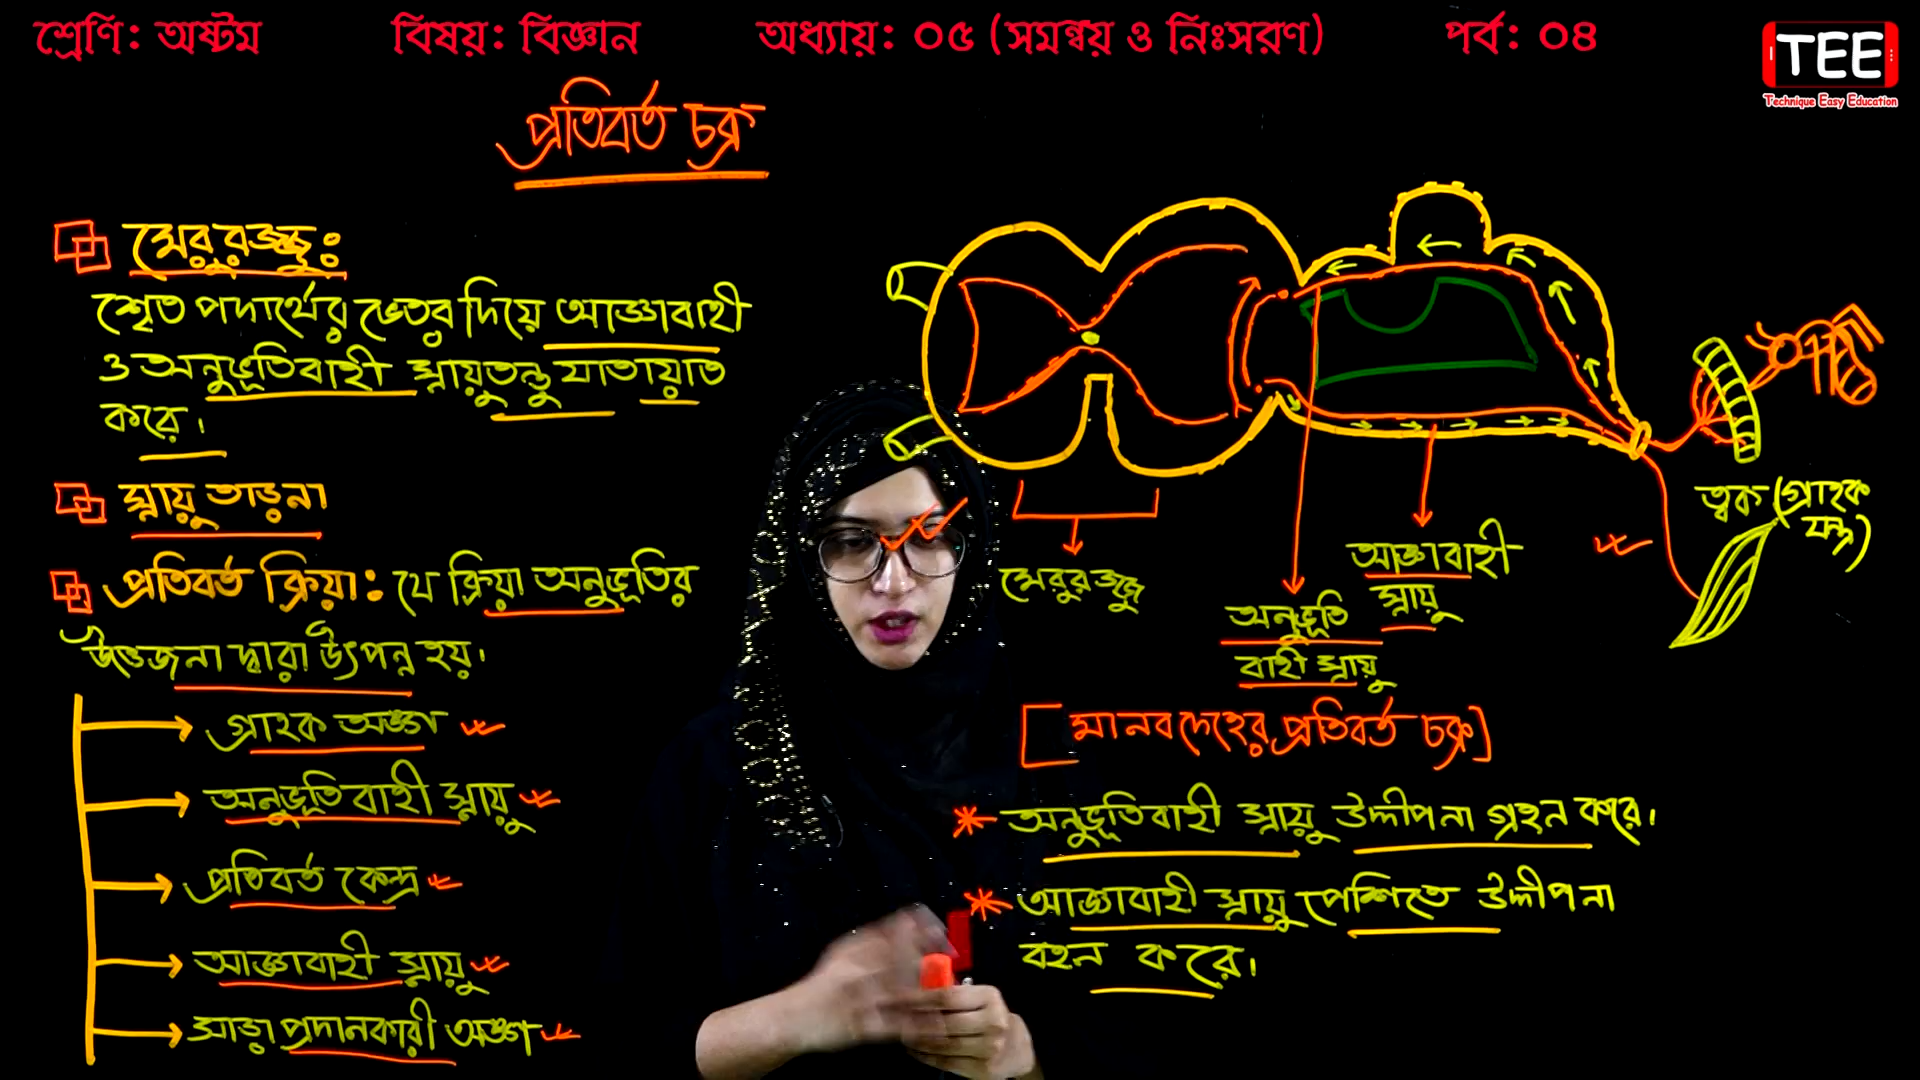 শ্রেণি: অষ্টম বিষয়: বিজ্ঞান অধ্যায়: ০৫ (সমন্বয় ও নিঃসরণ) পর্ব: ০৪
TEE
Technique Easy Education
প্রতিবর্ত চক্র
মেরুরজ্জু:
শ্বেত পদার্থের ভেতর দিয়ে আজ্ঞাবাহী
ও অনুভূতিবাহী স্নায়ুতন্তু যাতায়াত
করে।
স্নায়ু তাড়না
প্রতিবর্ত ক্রিয়া: যে ক্রিয়া অনুভূতির
উত্তেজনা দ্বারা উৎপন্ন হয়।
গ্রাহক অঙ্গ
অনুভূতিবাহী স্নায়ু
প্রতিবর্ত কেন্দ্র
আজ্ঞাবাহী স্নায়ু
সাড়া প্রদানকারী অঙ্গ
ত্বক (গ্রাহক
যন্ত্র)
মেরুরজ্জু
অনুভূতি
বাহী স্নায়ু
আজ্ঞাবাহী
স্নায়ু
[মানবদেহের প্রতিবর্ত চক্র]
* অনুভূতিবাহী স্নায়ু উদ্দীপনা গ্রহন করে।
* আজ্ঞাবাহী স্নায়ু পেশিতে উদ্দীপনা
বহন করে।